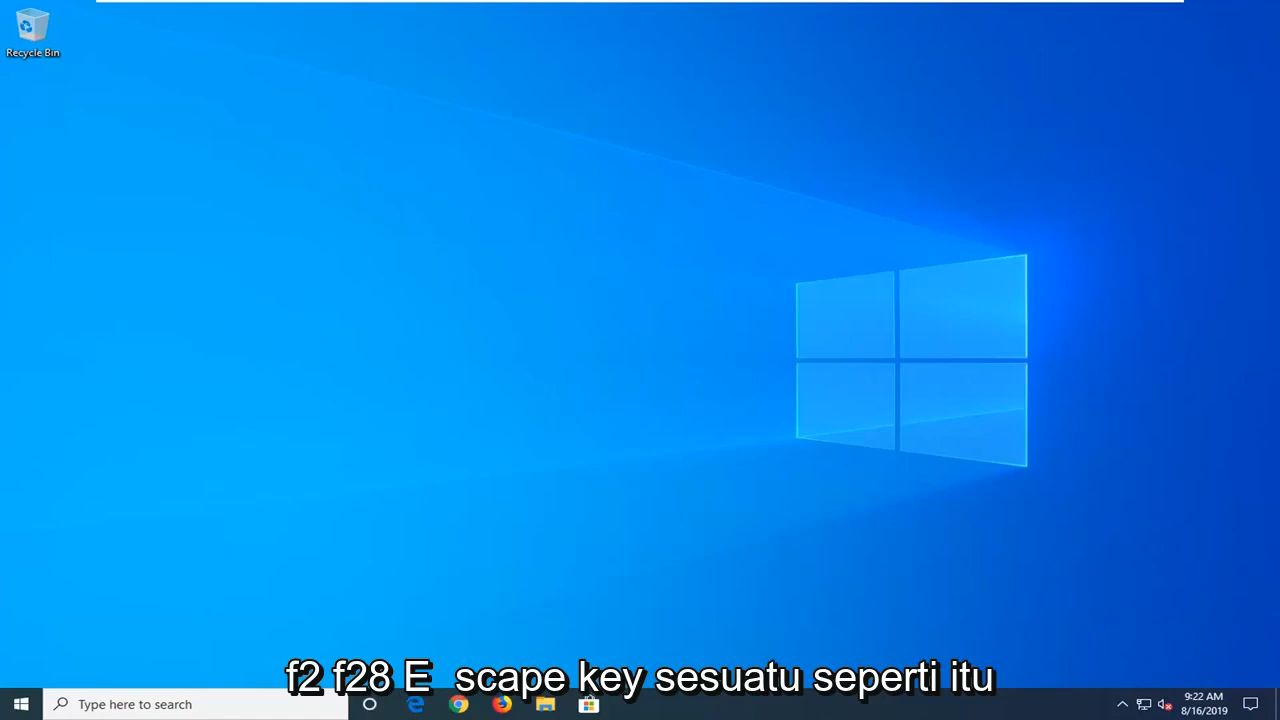 Recycle Bin
f2 f28 E scape key sesuatu seperti itu
Type here to search
9:22 AM
8/16/2019